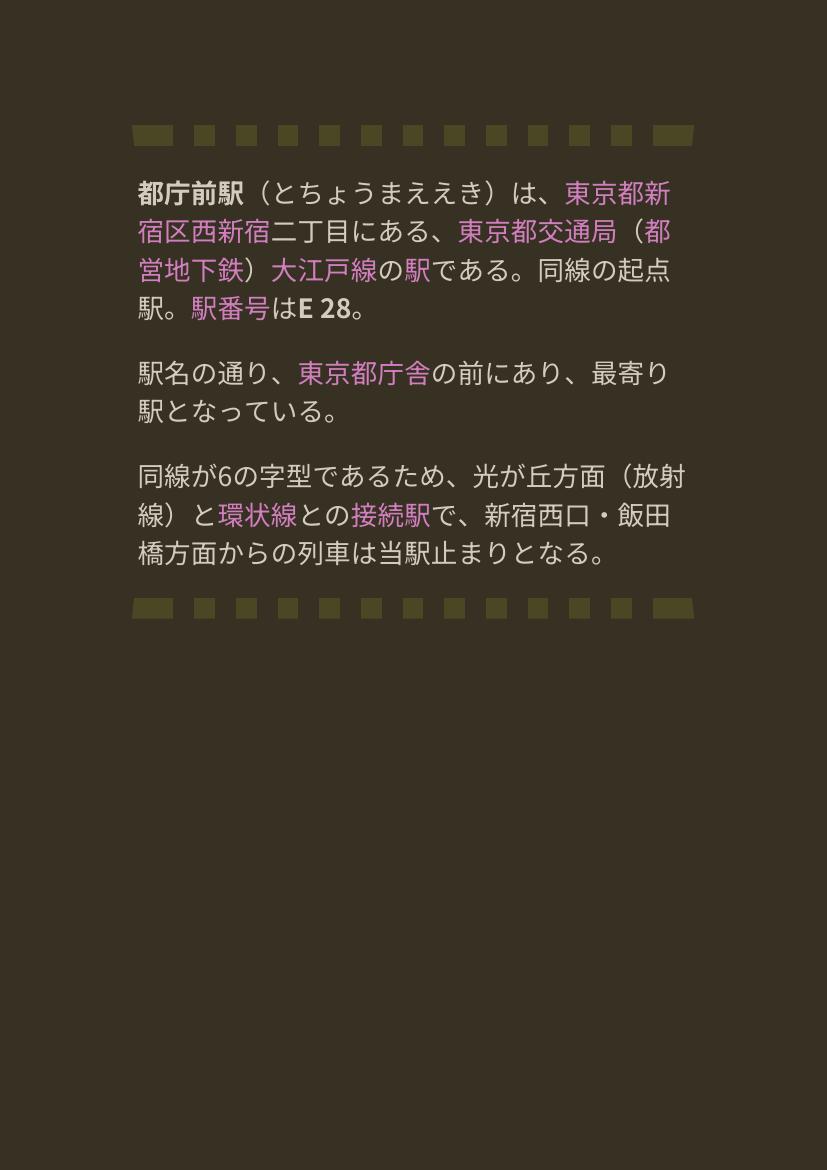 都庁前駅（とちょうまええき）は、東京都新
宿区西新宿二丁目にある、東京都交通局（都
営地下鉄）大江戸線の駅である。同線の起点
駅。駅番号はE 28。
駅名の通り、東京都庁舎の前にあり、最寄り
駅となっている。
同線が6の字型であるため、光が丘方面（放射
線）と環状線との接続駅で、新宿西口・飯田
橋方面からの列車は当駅止まりとなる。